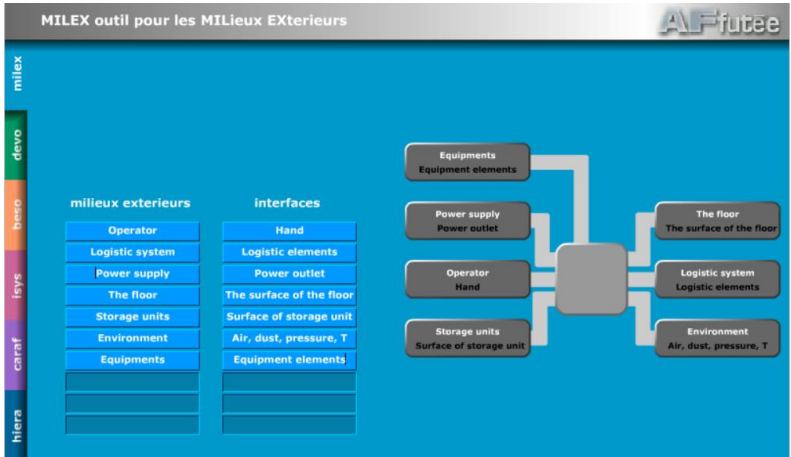 MILEX outil pour les MILieux EXterieurs
AFfutée
milex
devo
beso
isys
caraf
hiera
milieux exterieurs
interfaces
Operator
Hand
Logistic system
Logistic elements
Power supply
Power outlet
The floor
The surface of the floor
Storage units
Surface of storage unit
Environment
Air, dust, pressure, T
Equipments
Equipment elements
Equipments
Equipment elements
Power supply
Power outlet
Operator
Hand
Storage units
Surface of storage unit
The floor
The surface of the floor
Logistic system
Logistic elements
Environment
Air, dust, pressure, T